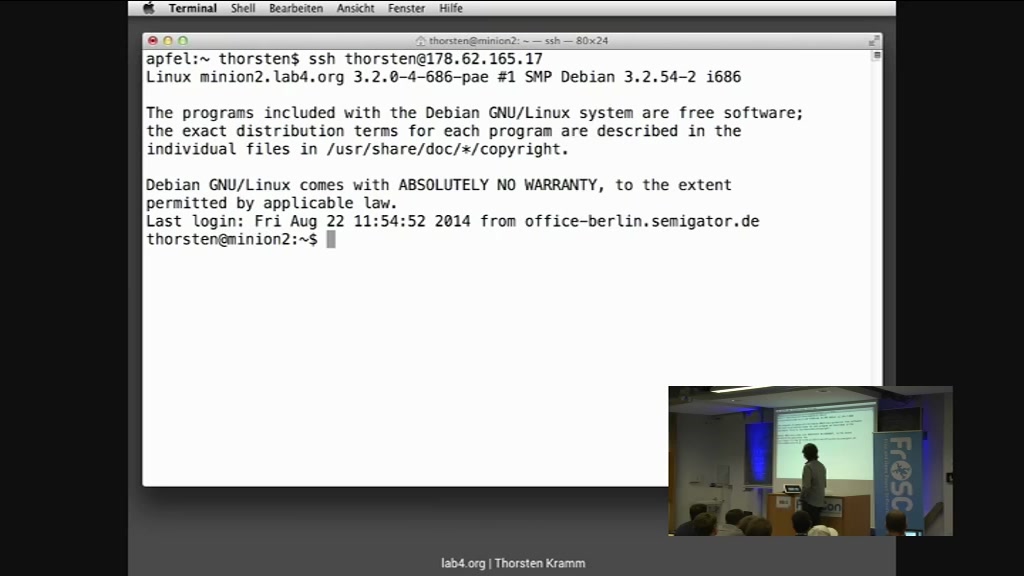 Terminal Shell Bearbeiten Ansicht Fenster Hilfe
thorsten@minion2: ~ — ssh — 80×24
apfel:~ thorsten$ ssh thorsten@178.62.165.17
Linux minion2.lab4.org 3.2.0-4-686-pae #1 SMP Debian 3.2.54-2 i686
The programs included with the Debian GNU/Linux system are free software;
the exact distribution terms for each program are described in the
individual files in /usr/share/doc/*/copyright.
Debian GNU/Linux comes with ABSOLUTELY NO WARRANTY, to the extent
permitted by applicable law.
Last login: Fri Aug 22 11:54:52 2014 from office-berlin.semigator.de
thorsten@minion2:~$
FrOSC
lab4.org | Thorsten Kramm